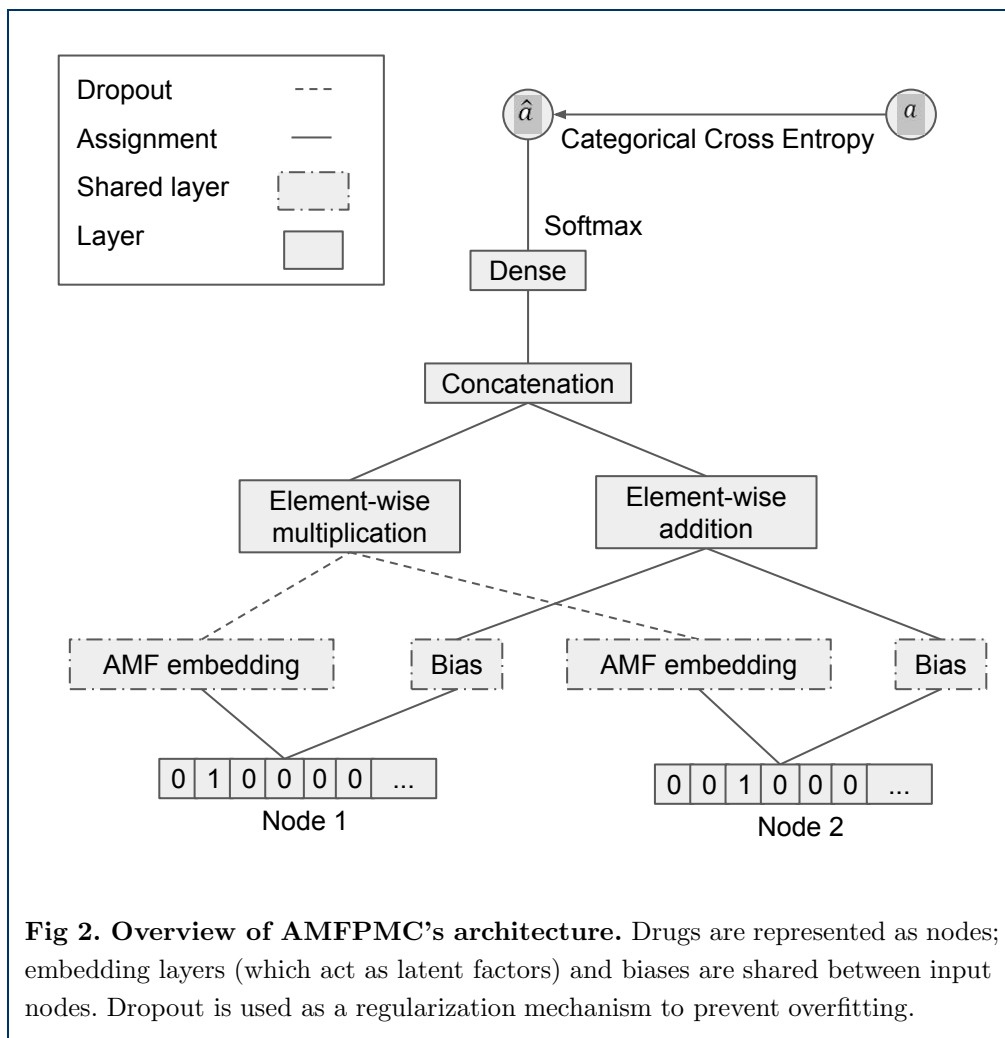 Dropout
Assignment
Shared layer
Layer
â
a
Categorical Cross Entropy
Softmax
Dense
Concatenation
Element-wise
multiplication
Element-wise
addition
AMF embedding
Bias
AMF embedding
Bias
0 1 0 0 0 0 ...
Node 1
0 0 1 0 0 0 ...
Node 2
Fig 2. Overview of AMFPMC's architecture. Drugs are represented as nodes;
embedding layers (which act as latent factors) and biases are shared between input
nodes. Dropout is used as a regularization mechanism to prevent overfitting.